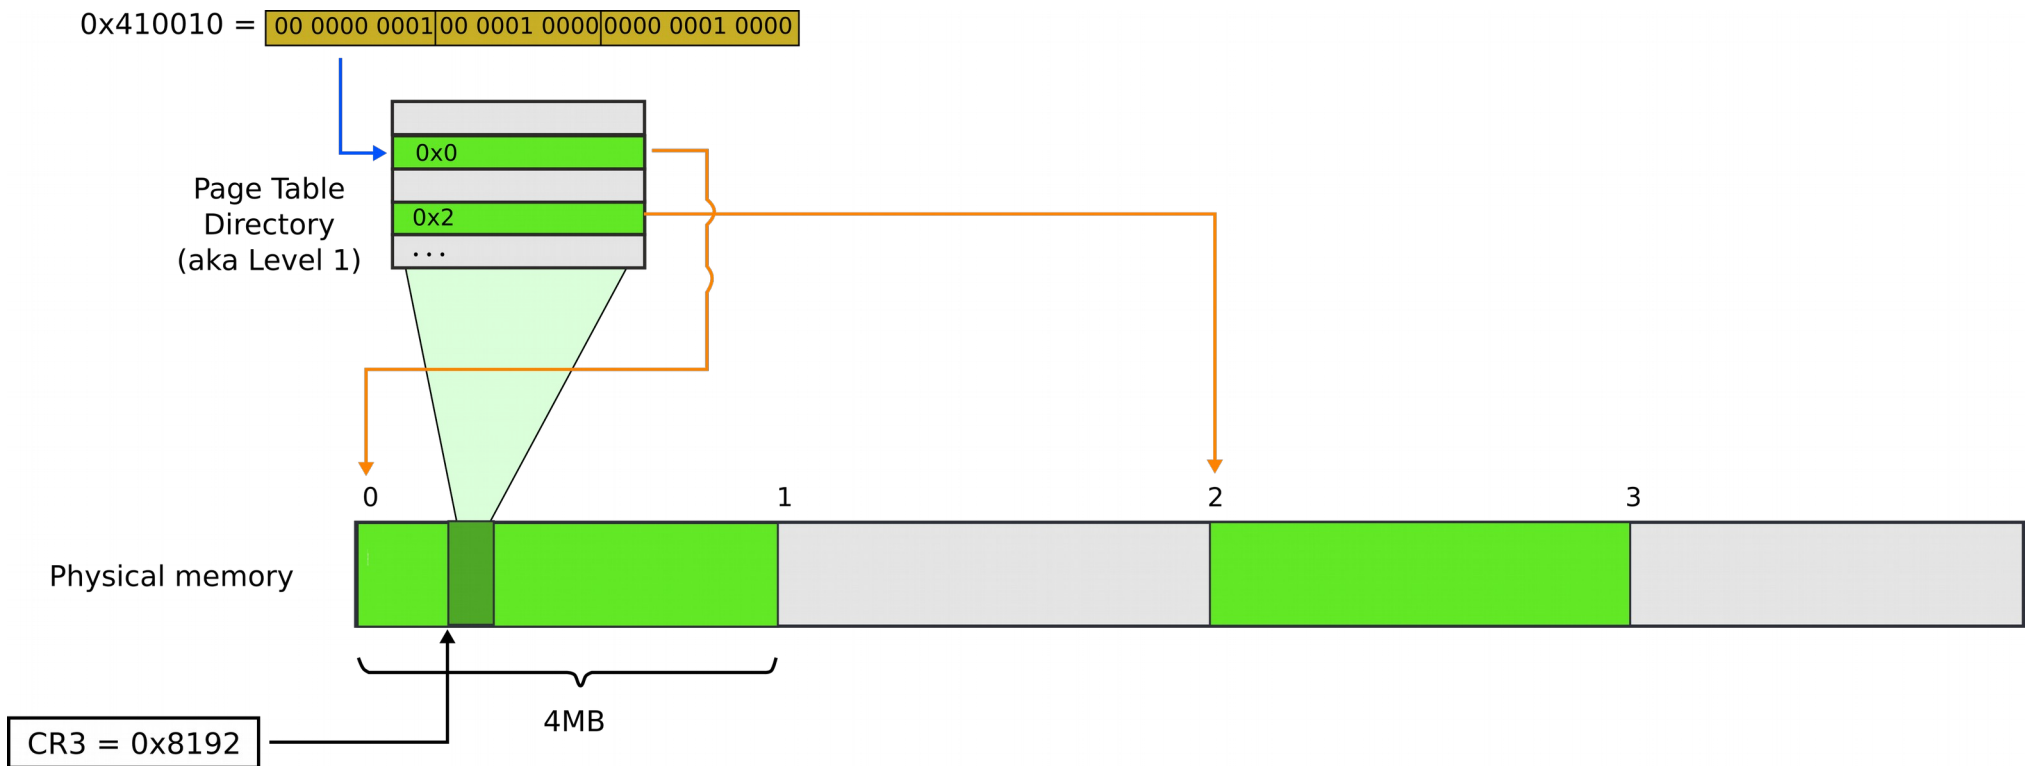 0x410010 = 00 0000 0001 00 0001 0000 0000 0001 0000
0x0
0x2
...
Page Table
Directory
(aka Level 1)
0 1 2 3
Physical memory
4MB
CR3 = 0x8192